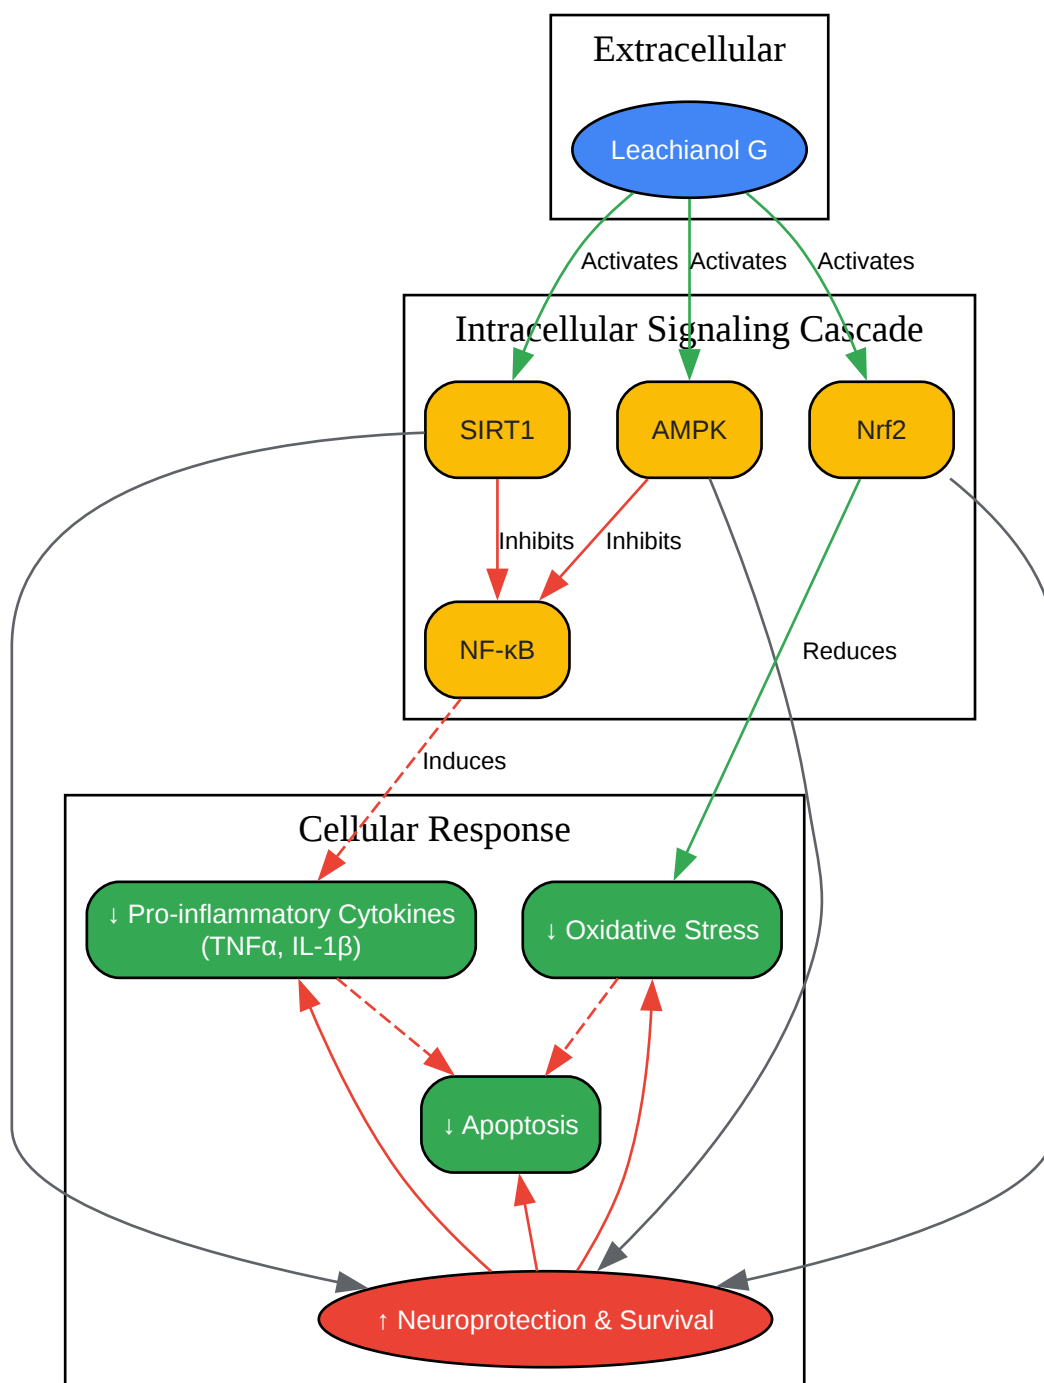 Extracellular
Leachianol G
Activates
Activates
Activates
Intracellular Signaling Cascade
SIRT1
AMPK
Nrf2
Inhibits
Inhibits
NF-κB
Reduces
Induces
Cellular Response
↓ Pro-inflammatory Cytokines
(TNFα, IL-1β)
↓ Oxidative Stress
↓ Apoptosis
↑ Neuroprotection & Survival